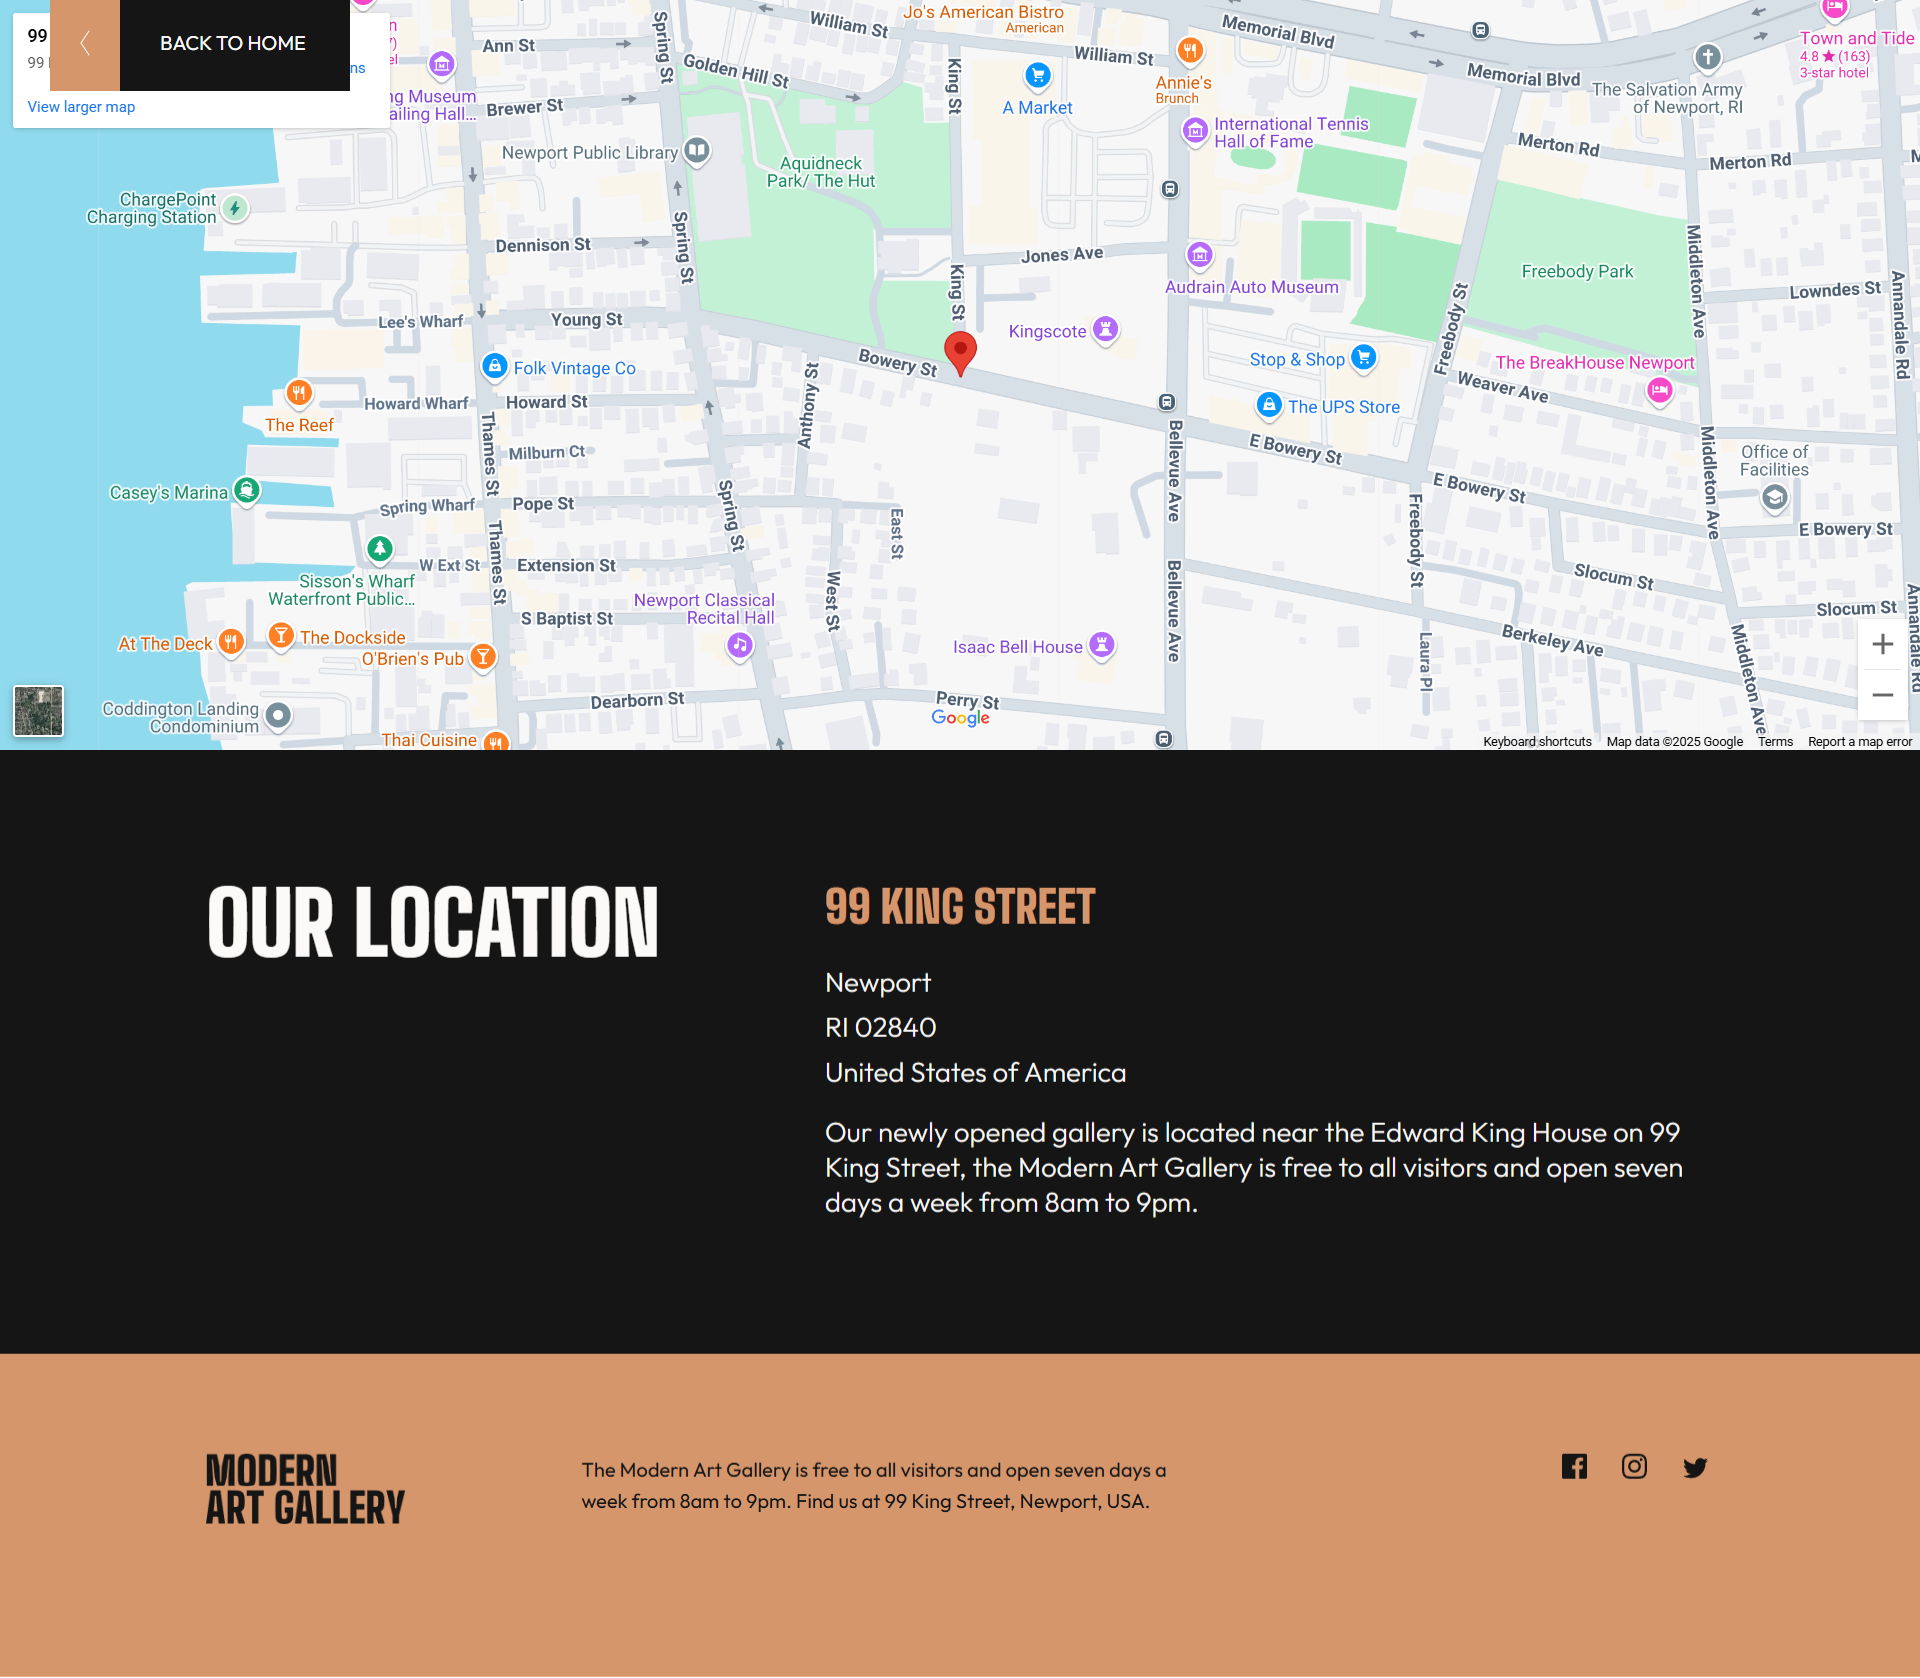 99
99
BACK TO HOME
ns
View larger map
William St
Jo's American Bistro
American
Memorial Blvd
William St
Town and Tide
4.8 ★ (163)
3-star hotel
Ann St
Spring St
Golden Hill St
King St
A Market
Annie's
Brunch
Memorial Blvd
The Salvation Army
of Newport, RI
ng Museum
ailing Hall...
Brewer St
International Tennis
Hall of Fame
Merton Rd
Merton Rd
Newport Public Library
Aquidneck
Park/ The Hut
ChargePoint
Charging Station
Dennison St
Spring St
Jones Ave
Middleton Ave
Freebody Park
King St
Audrain Auto Museum
Lowndes St
Annandale Rd
Lee's Wharf
Young St
Kingscote
Freebody St
Bowery St
Stop & Shop
The BreakHouse Newport
Folk Vintage Co
Weaver Ave
Howard Wharf
Howard St
Anthony St
The UPS Store
The Reef
Thames St
Milburn Ct
Bellevue Ave
E Bowery St
Middleton Ave
Office of
Facilities
Casey's Marina
Spring Wharf
Pope St
Spring St
East St
E Bowery St
Freebody St
E Bowery St
Thames St
W Ext St
Extension St
Sisson's Wharf
Waterfront Public...
Bellevue Ave
Slocum St
Slocum St
Annandale Rd
Newport Classical
Recital Hall
West St
S Baptist St
At The Deck
The Dockside
O'Brien's Pub
Isaac Bell House
Laura Pl
Berkeley Ave
Middleton Ave
Coddington Landing
Condominium
Dearborn St
Perry St
Google
Thai Cuisine
Keyboard shortcuts Map data ©2025 Google Terms Report a map error
OUR LOCATION
99 KING STREET
Newport
RI 02840
United States of America
Our newly opened gallery is located near the Edward King House on 99
King Street, the Modern Art Gallery is free to all visitors and open seven
days a week from 8am to 9pm.
MODERN
ART GALLERY
The Modern Art Gallery is free to all visitors and open seven days a
week from 8am to 9pm. Find us at 99 King Street, Newport, USA.